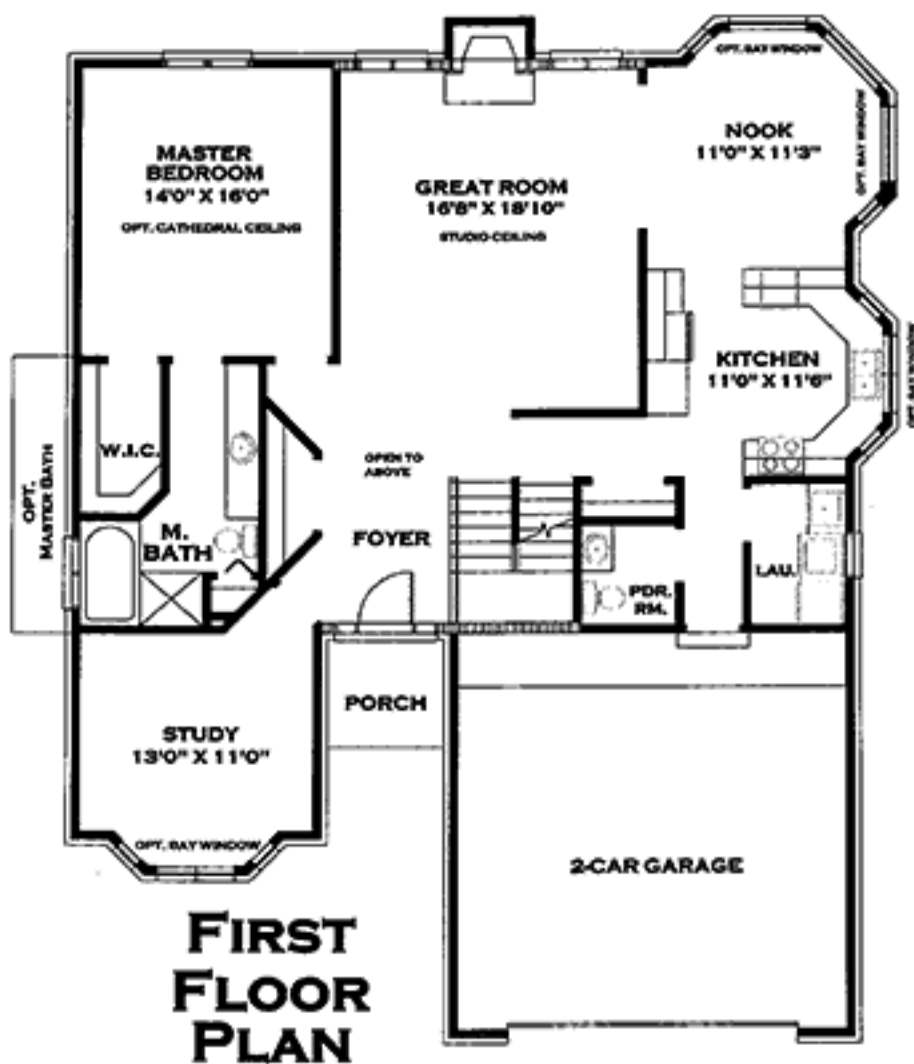 OPT. BAY WINDOW
MASTER
BEDROOM
14'0" X 16'0"
OPT. CATHEDRAL CEILING
GREAT ROOM
16'8" X 18'10"
STUDIO CEILING
NOOK
11'0" X 11'3"
OPT. BAY WINDOW
KITCHEN
11'0" X 11'6"
OPT. BAY WINDOW
W.I.C.
OPT.
MASTER BATH
M.
BATH
OPEN TO
ABOVE
FOYER
PDR.
RM.
LAU.
PORCH
STUDY
13'0" X 11'0"
OPT. BAY WINDOW
2-CAR GARAGE
FIRST
FLOOR
PLAN